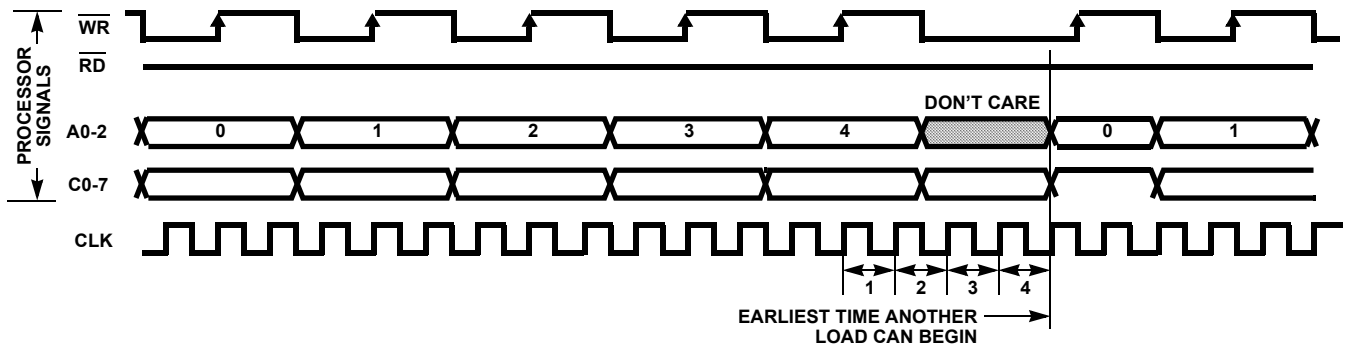 PROCESSOR
SIGNALS
WR
RD
DON'T CARE
A0-2 0 1 2 3 4 0 1
C0-7
CLK
1 2 3 4
EARLIEST TIME ANOTHER
LOAD CAN BEGIN